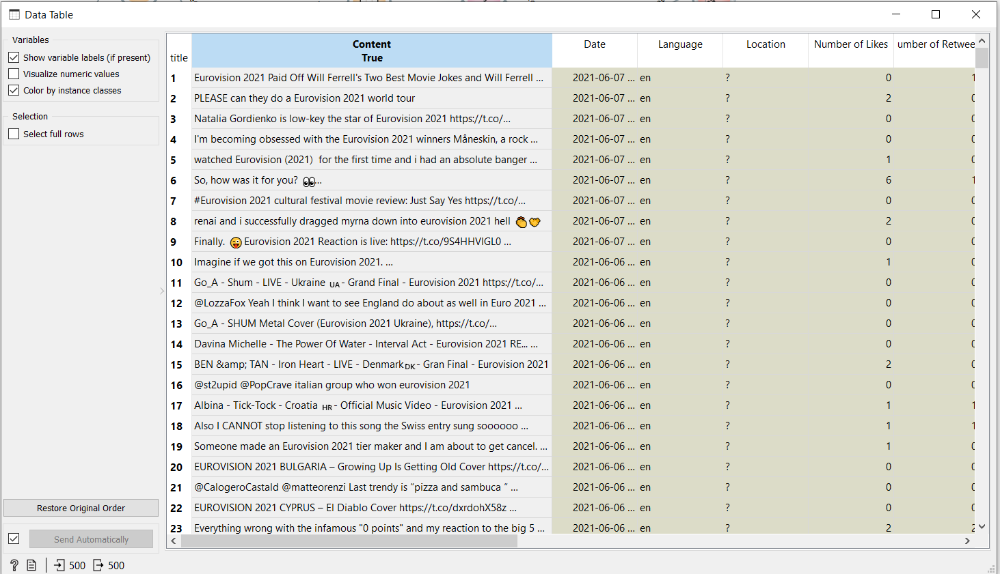 Data Table
Variables
Show variable labels (if present)
Visualize numeric values
Color by instance classes
Selection
Select full rows
Restore Original Order
Send Automatically
500 500
title Content True Date Language Location Number of Likes umber of Retwee
1 Eurovision 2021 Paid Off Will Ferrell's Two Best Movie Jokes and Will Ferrell ... 2021-06-07 ... en ? 0 1
2 PLEASE can they do a Eurovision 2021 world tour 2021-06-07 ... en ? 2 0
3 Natalia Gordienko is low-key the star of Eurovision 2021 https://t.co/... 2021-06-07 ... en ? 0 0
4 I'm becoming obsessed with the Eurovision 2021 winners Måneskin, a rock ... 2021-06-07 ... en ? 0 0
5 watched Eurovision (2021)  for the first time and i had an absolute banger ... 2021-06-07 ... en ? 1 0
6 So, how was it for you? 👀... 2021-06-07 ... en ? 6 1
7 #Eurovision 2021 cultural festival movie review: Just Say Yes https://t.co/... 2021-06-07 ... en ? 0 0
8 renai and i successfully dragged myrna down into eurovision 2021 hell 2021-06-07 ... en ? 2 0
9 Finally. 😜 Eurovision 2021 Reaction is live: https://t.co/9S4HHVIGL0 ... 2021-06-07 ... en ? 0 0
10 Imagine if we got this on Eurovision 2021. ... 2021-06-06 ... en ? 1 0
11 Go_A - Shum - LIVE - Ukraine UA - Grand Final - Eurovision 2021 https://t.co/... 2021-06-06 ... en ? 0 0
12 @LozzaFox Yeah I think I want to see England do about as well in Euro 2021 ... 2021-06-06 ... en ? 0 0
13 Go_A - SHUM Metal Cover (Eurovision 2021 Ukraine), https://t.co/... 2021-06-06 ... en ? 0 0
14 Davina Michelle - The Power Of Water - Interval Act - Eurovision 2021 RE... ... 2021-06-06 ... en ? 0 0
15 BEN &amp; TAN - Iron Heart - LIVE - Denmark DK - Gran Final - Eurovision 2021 2021-06-06 ... en ? 2 0
16 @st2upid @PopCrave italian group who won eurovision 2021 2021-06-06 ... en ? 0 0
17 Albina - Tick-Tock - Croatia HR - Official Music Video - Eurovision 2021 ... 2021-06-06 ... en ? 1 1
18 Also I CANNOT stop listening to this song the Swiss entry sung soooooo ... 2021-06-06 ... en ? 1 1
19 Someone made an Eurovision 2021 tier maker and I am about to get cancel. ... 2021-06-06 ... en ? 1 0
20 EUROVISION 2021 BULGARIA – Growing Up Is Getting Old Cover https://t.co/... 2021-06-06 ... en ? 0 0
21 @CalogeroCastald @matteorenzi Last trendy is “pizza and sambuca “ ... 2021-06-06 ... en ? 0 0
22 EUROVISION 2021 CYPRUS – El Diablo Cover https://t.co/dxrdohX58z ... 2021-06-06 ... en ? 0 0
23 Everything wrong with the infamous "0 points" and my reaction to the big 5 ... 2021-06-06 ... en ? 2 2